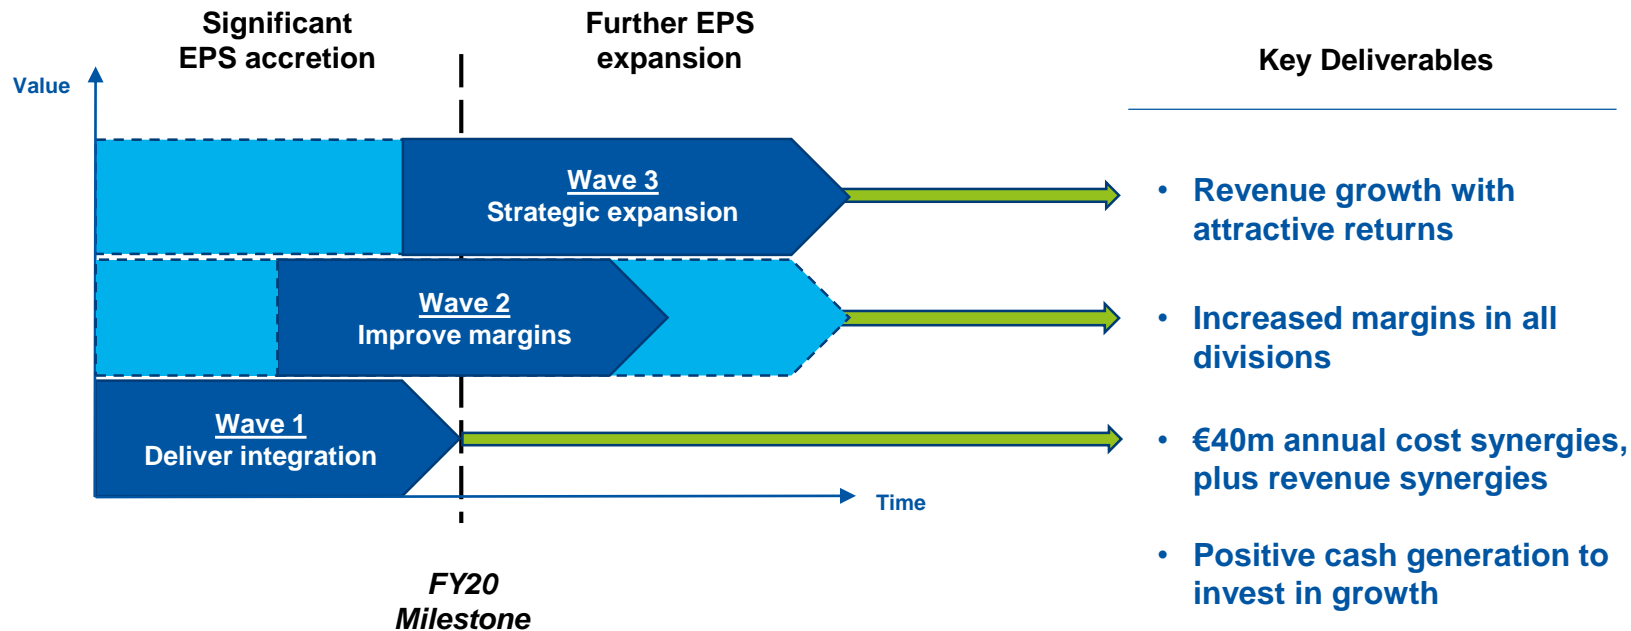 Significant
EPS accretion
Further EPS
expansion
Key Deliverables
Value
Wave 3
Strategic expansion
• Revenue growth with
attractive returns
Wave 2
Improve margins
• Increased margins in all
divisions
Wave 1
Deliver integration
• €40m annual cost synergies,
plus revenue synergies
Time
• Positive cash generation to
invest in growth
FY20
Milestone